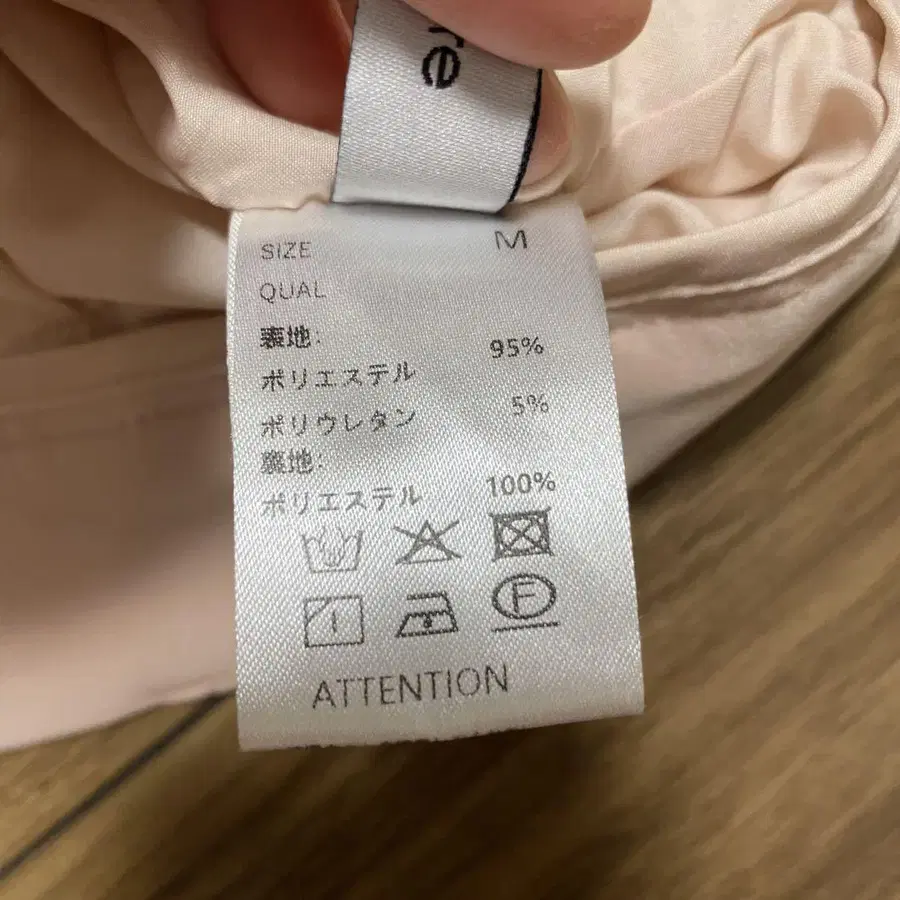 re
SIZE M
QUAL
表地:
ポリエステル 95%
ポリウレタン 5%
裏地:
ポリエステル 100%
F
ATTENTION